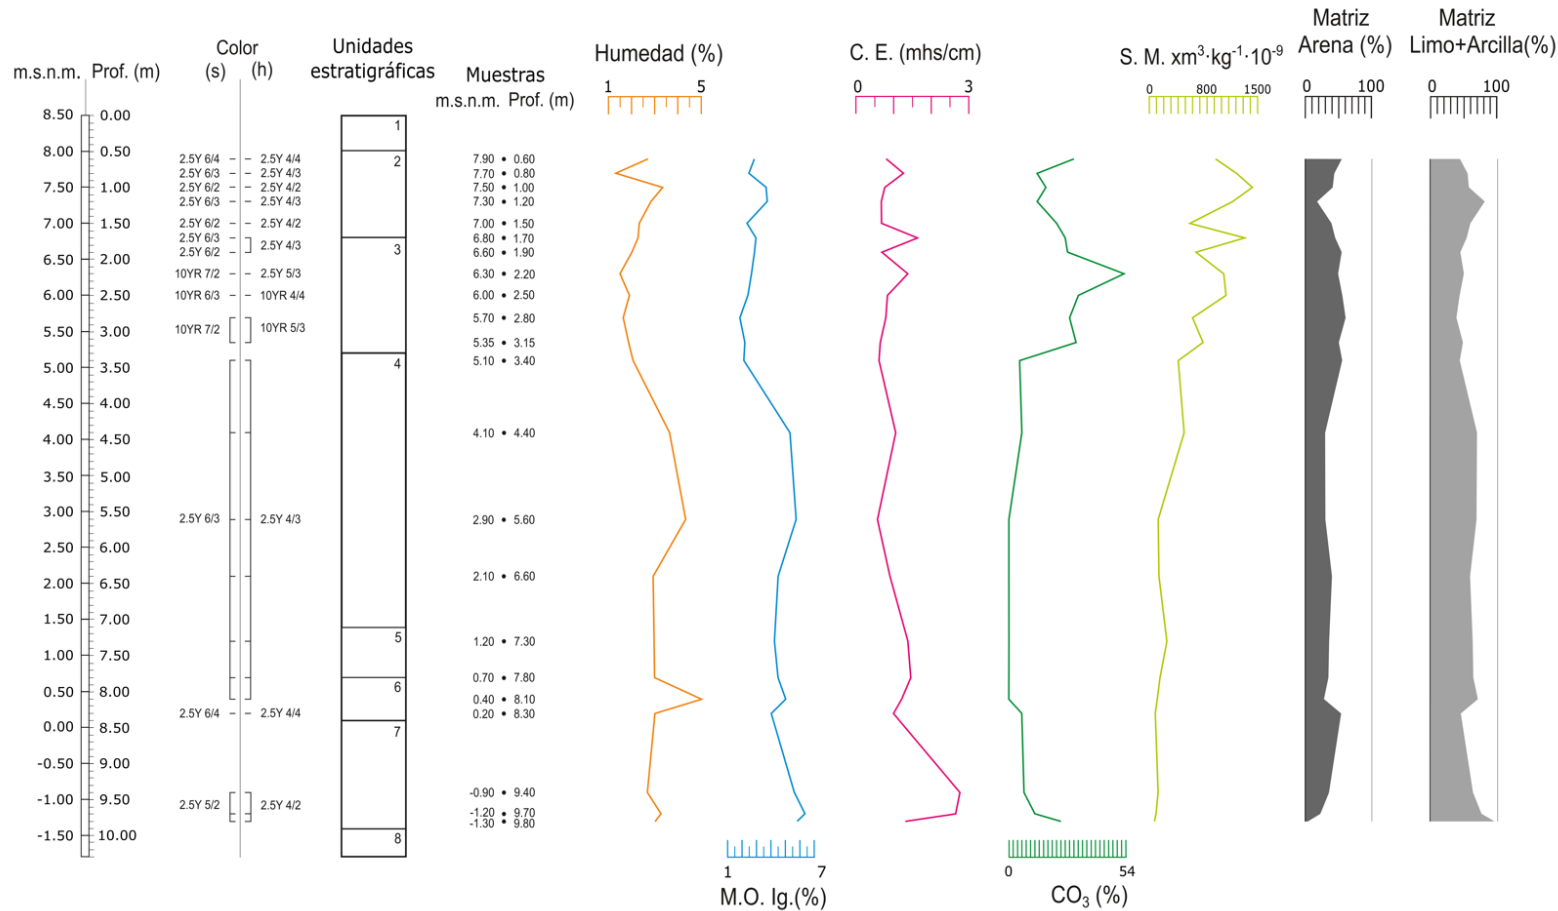 Color
Unidades
estratigráficas
Muestras
Humedad (%)
C. E. (mhs/cm)
S. M. xm³·kg⁻¹·10⁻⁹
Matriz
Arena (%)
Matriz
Limo+Arcilla(%)
m.s.n.m. Prof. (m) (s) (h)
m.s.n.m. Prof. (m)
1 5
0 3
0 800 1500
0 100
0 100
8.50 0.00
1
8.00 0.50
2.5Y 6/4 2.5Y 4/4 2 7.90 • 0.60
2.5Y 6/3 2.5Y 4/3 7.70 • 0.80
7.50 1.00 2.5Y 6/2 2.5Y 4/2 7.50 • 1.00
2.5Y 6/3 2.5Y 4/3 7.30 • 1.20
7.00 1.50 2.5Y 6/2 2.5Y 4/2 7.00 • 1.50
2.5Y 6/3 6.80 • 1.70
2.5Y 4/3 3
2.5Y 6/2 6.60 • 1.90
6.50 2.00
10YR 7/2 2.5Y 5/3 6.30 • 2.20
6.00 2.50 10YR 6/3 10YR 4/4 6.00 • 2.50
5.70 • 2.80
5.50 3.00 10YR 7/2 10YR 5/3
5.35 • 3.15
5.00 3.50 4 5.10 • 3.40
4.50 4.00
4.00 4.50 4.10 • 4.40
3.50 5.00
3.00 5.50 2.5Y 6/3 2.5Y 4/3 2.90 • 5.60
2.50 6.00
2.00 6.50 2.10 • 6.60
1.50 7.00
5 1.20 • 7.30
1.00 7.50
0.70 • 7.80
6
0.50 8.00 0.40 • 8.10
2.5Y 6/4 2.5Y 4/4 0.20 • 8.30
0.00 8.50 7
-0.50 9.00
-0.90 • 9.40
-1.00 9.50 2.5Y 5/2 2.5Y 4/2
-1.20 • 9.70
-1.30 • 9.80
-1.50 10.00 8
1 7
M.O. Ig.(%)
0 54
CO₃ (%)